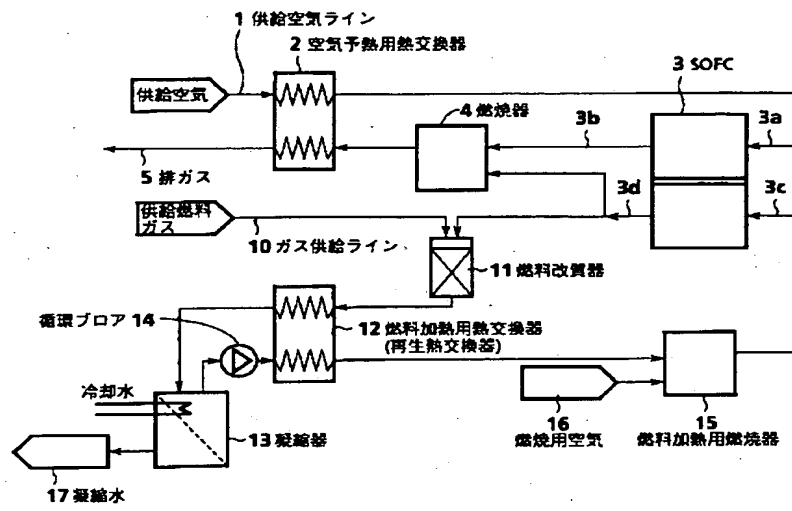 1 供給空気ライン
2 空気予熱用熱交換器
3 SOFC
供給空気
4 燃焼器
3b
3a
5 排ガス
供給燃料
ガス
3d
3c
10 ガス供給ライン
11 燃料改質器
循環ブロア 14
12 燃料加熱用熱交換器
(再生熱交換器)
冷却水
13 凝縮器
16
燃焼用空気
15
燃料加熱用燃焼器
17 凝縮水